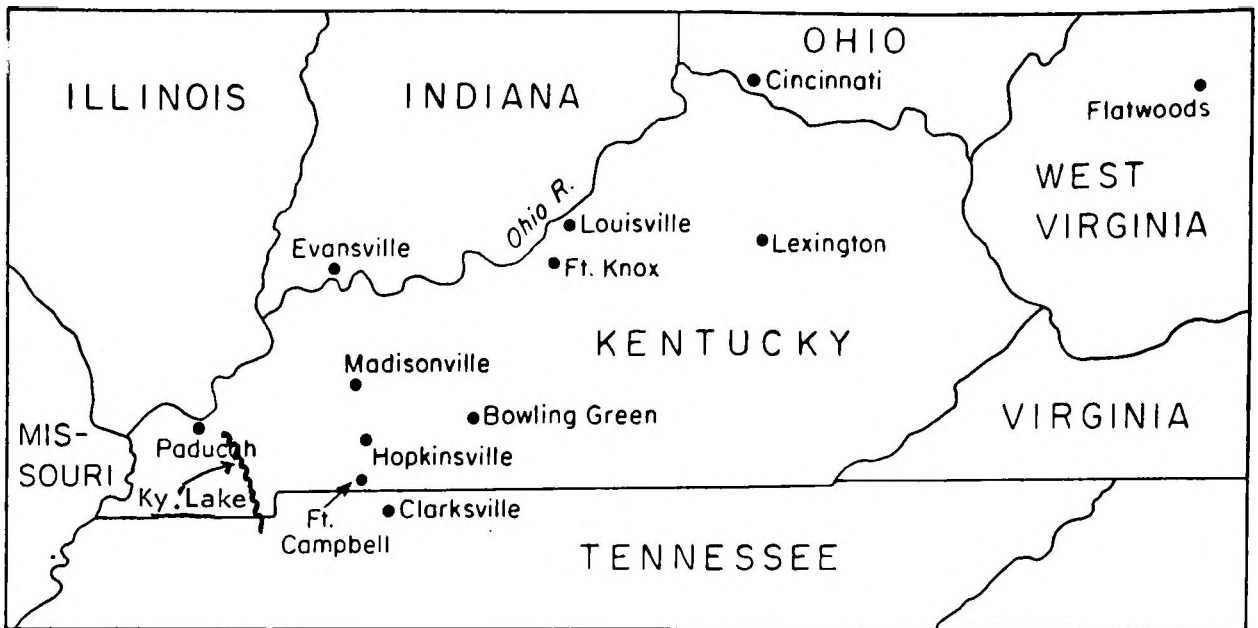 OHIO
Cincinnati
ILLINOIS
INDIANA
Flatwoods
WEST
VIRGINIA
Ohio R.
Louisville
Lexington
Evansville
Ft. Knox
KENTUCKY
Madisonville
Bowling Green
VIRGINIA
MIS-
SOURI
Paducah
Hopkinsville
Ky. Lake
Ft.
Campbell
Clarksville
TENNESSEE